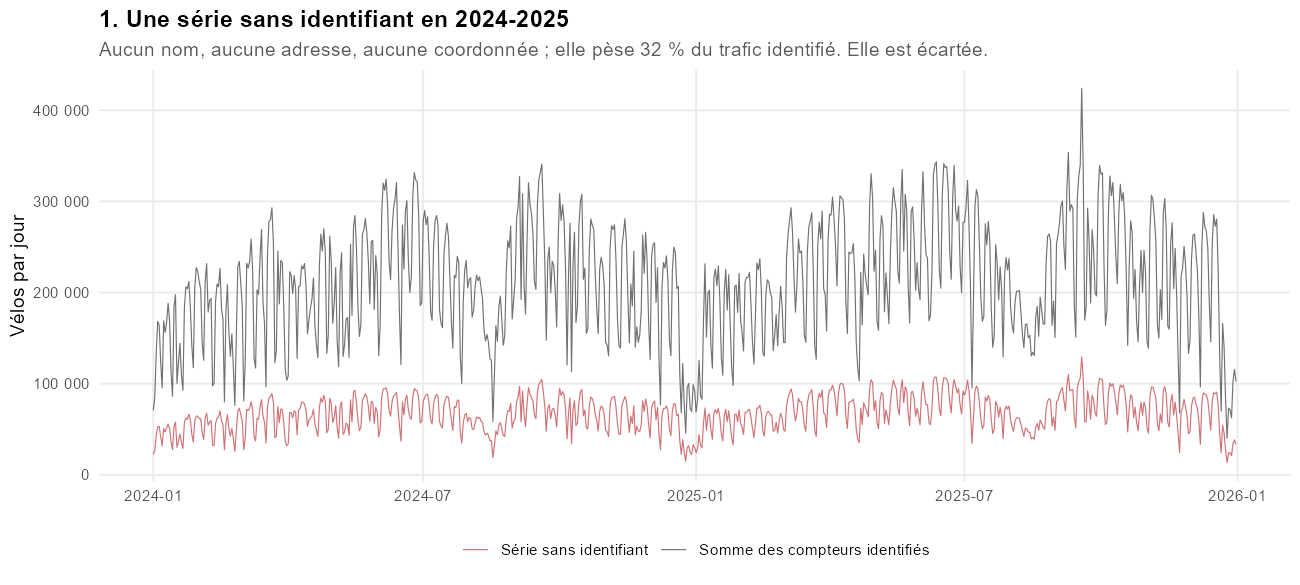 1. Une série sans identifiant en 2024-2025
Aucun nom, aucune adresse, aucune coordonnée ; elle pèse 32 % du trafic identifié. Elle est écartée.
Vélos par jour
400 000
300 000
200 000
100 000
0
2024-01
2024-07
2025-01
2025-07
2026-01
Série sans identifiant
Somme des compteurs identifiés